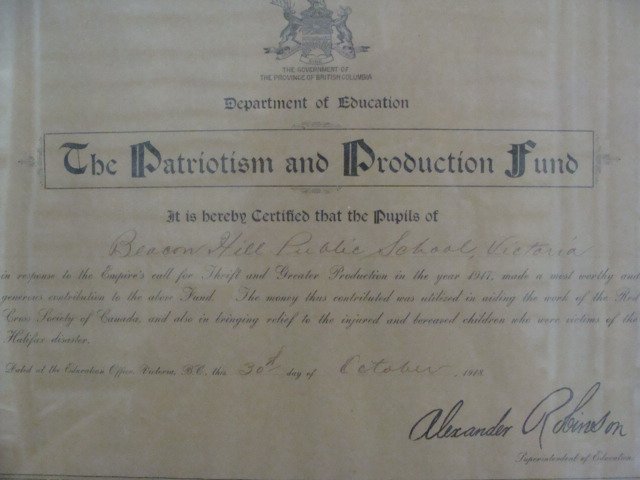 THE GOVERNMENT OF
THE PROVINCE OF BRITISH COLUMBIA
Department of Education
The Patriotism and Production Fund
It is hereby Certified that the Pupils of
Beacon Hill Public School, Victoria
in response to the Empire's call for Thrift and Greater Production in the year 1917, made a most worthy and
generous contribution to the above Fund. The money thus contributed was utilized in aiding the work of the Red
Cross Society of Canada, and also in bringing relief to the injured and bereaved children who were victims of the
Halifax disaster.
Dated at the Education Office, Victoria, B.C., this 30st day of October, 1918.
Alexander Robinson
Superintendent of Education.